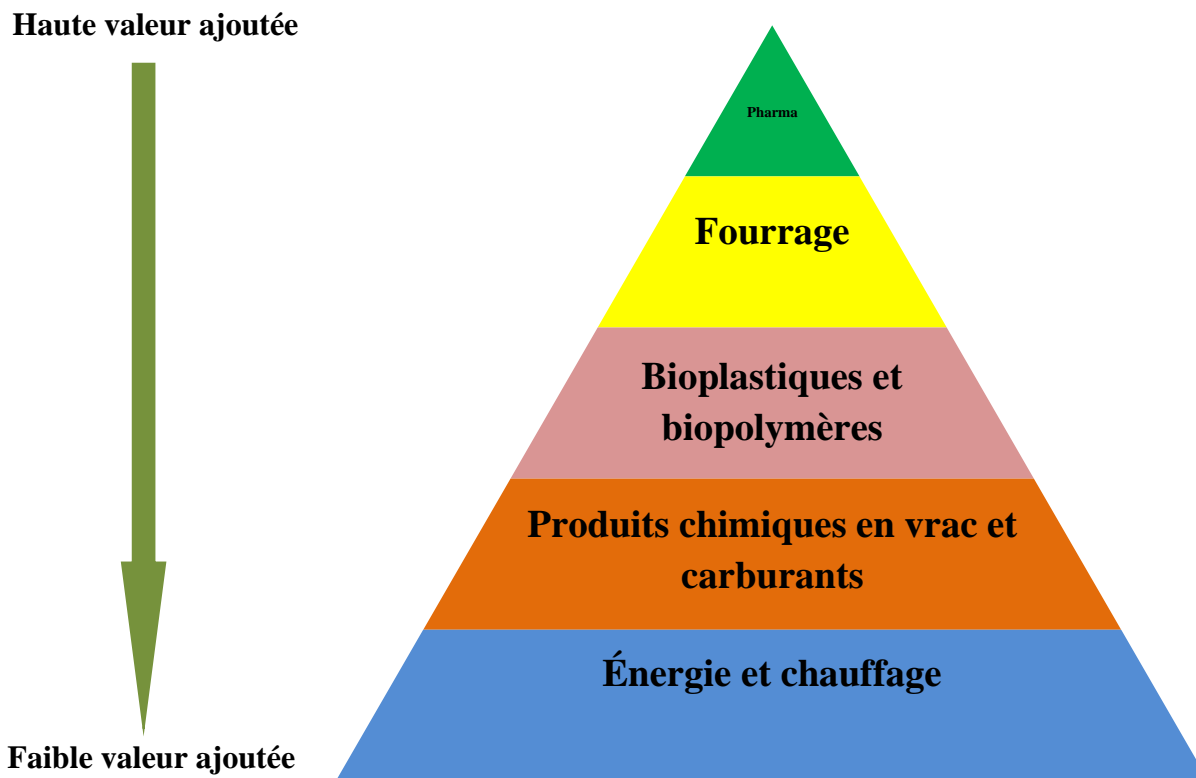 Haute valeur ajoutée
Pharma
Fourrage
Bioplastiques et
biopolymères
Produits chimiques en vrac et
carburants
Énergie et chauffage
Faible valeur ajoutée